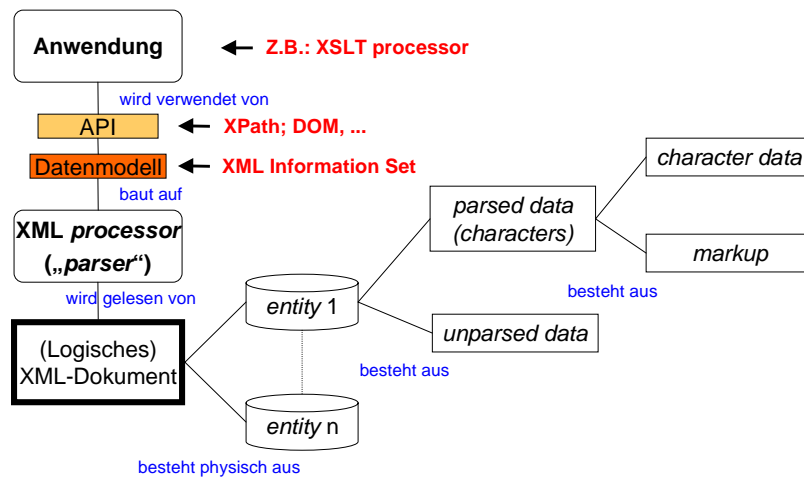 Anwendung
Z.B.: XSLT processor
wird verwendet von
API
XPath; DOM, ...
Datenmodell
XML Information Set
baut auf
XML processor
(„parser“)
wird gelesen von
(Logisches)
XML-Dokument
entity 1
entity n
besteht physisch aus
parsed data
(characters)
unparsed data
besteht aus
character data
markup
besteht aus